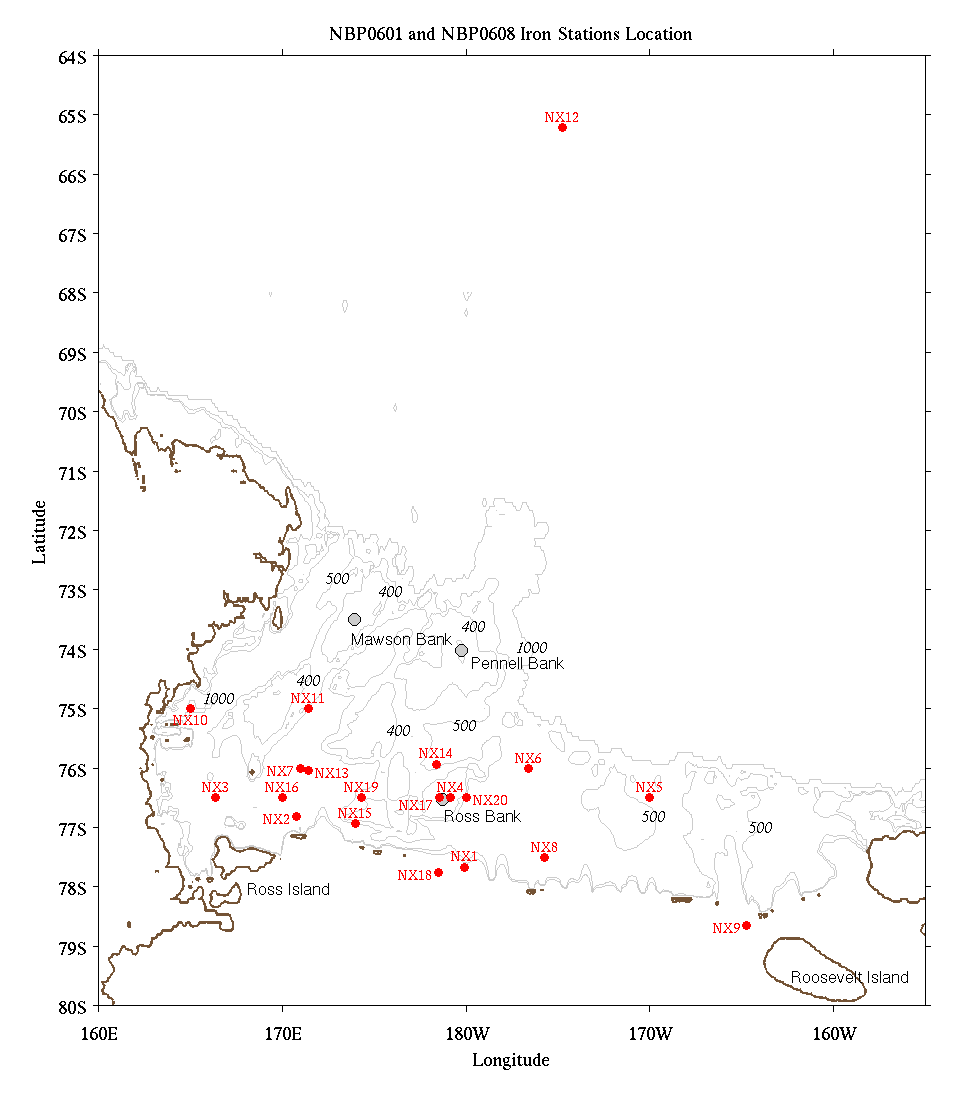 NBP0601 and NBP0608 Iron Stations Location
64S
65S
66S
67S
68S
69S
70S
71S
72S
73S
74S
75S
76S
77S
78S
79S
80S
Latitude
NX12
500
400
400
Mawson Bank
1000
Pennell Bank
400
1000
NX11
NX10
500
400
NX14
NX6
NX7
NX13
NX3
NX16
NX19
NX4
NX5
NX17
NX20
NX2
NX15
Ross Bank
500
500
NX8
NX1
NX18
Ross Island
NX9
Roosevelt Island
160E
170E
180W
170W
160W
Longitude